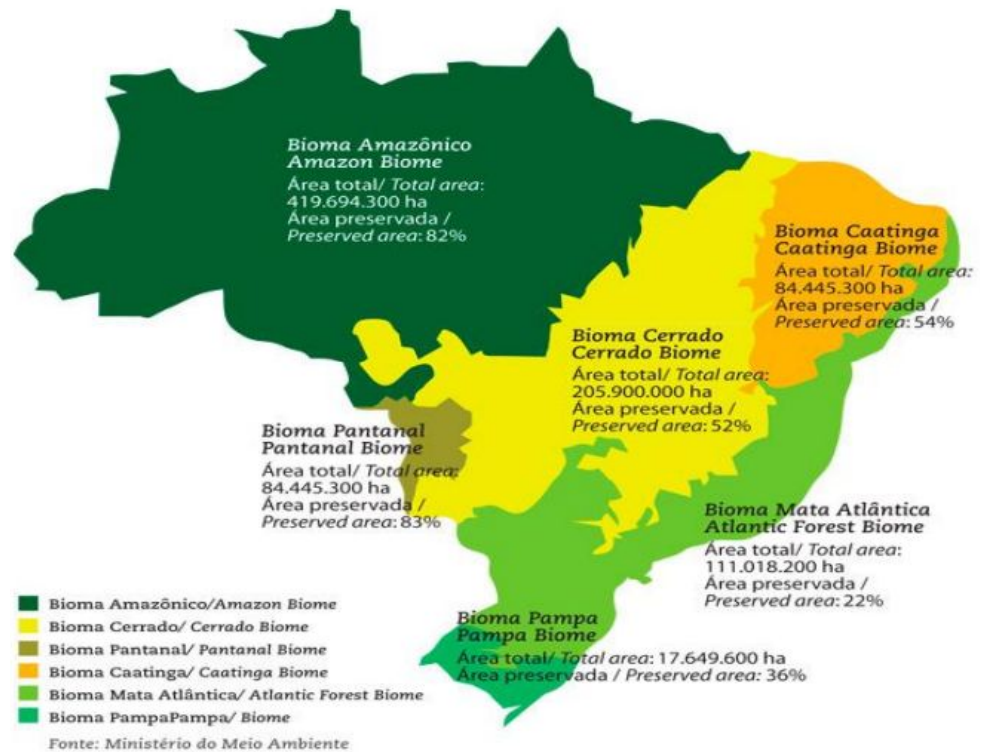 Bioma Amazônico
Amazon Biome
Área total/ Total area:
419.694.300 ha
Área preservada /
Preserved area: 82%
Bioma Caatinga
Caatinga Biome
Área total/ Total area:
84.445.300 ha
Área preservada /
Preserved area: 54%
Bioma Cerrado
Cerrado Biome
Área total/ Total area:
205.900.000 ha
Área preservada /
Preserved area: 52%
Bioma Pantanal
Pantanal Biome
Área total/ Total area:
84.445.300 ha
Área preservada /
Preserved area: 83%
Bioma Mata Atlântica
Atlantic Forest Biome
Área total/ Total area:
111.018.200 ha
Área preservada /
Preserved area: 22%
Bioma Pampa
Pampa Biome
Área total/ Total area: 17.649.600 ha
Área preservada / Preserved area: 36%
Bioma Amazônico/Amazon Biome
Bioma Cerrado/ Cerrado Biome
Bioma Pantanal/ Pantanal Biome
Bioma Caatinga/ Caatinga Biome
Bioma Mata Atlântica/ Atlantic Forest Biome
Bioma PampaPampa/ Biome
Fonte: Ministério do Meio Ambiente